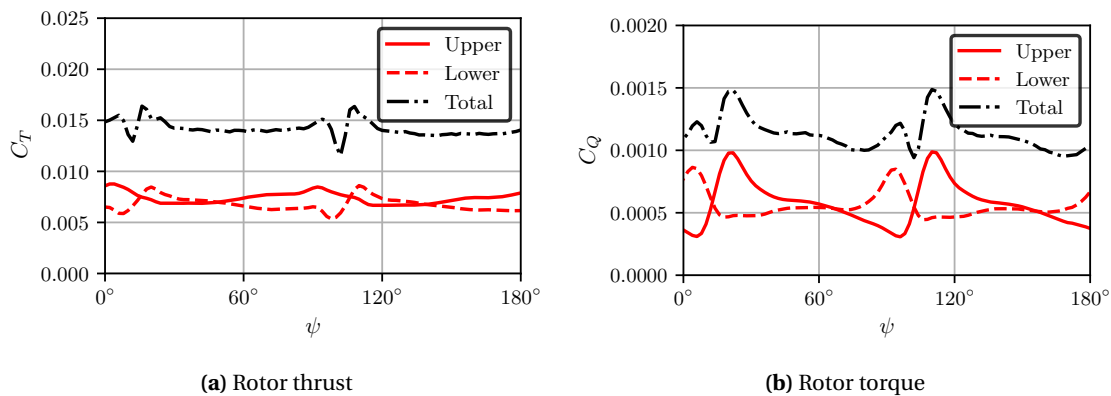 0.025
0.020
0.015
0.010
0.005
0.000
C_T
0°
60°
120°
180°
ψ
Upper
Lower
Total
(a) Rotor thrust
0.0020
0.0015
0.0010
0.0005
0.0000
C_Q
0°
60°
120°
180°
ψ
Upper
Lower
Total
(b) Rotor torque